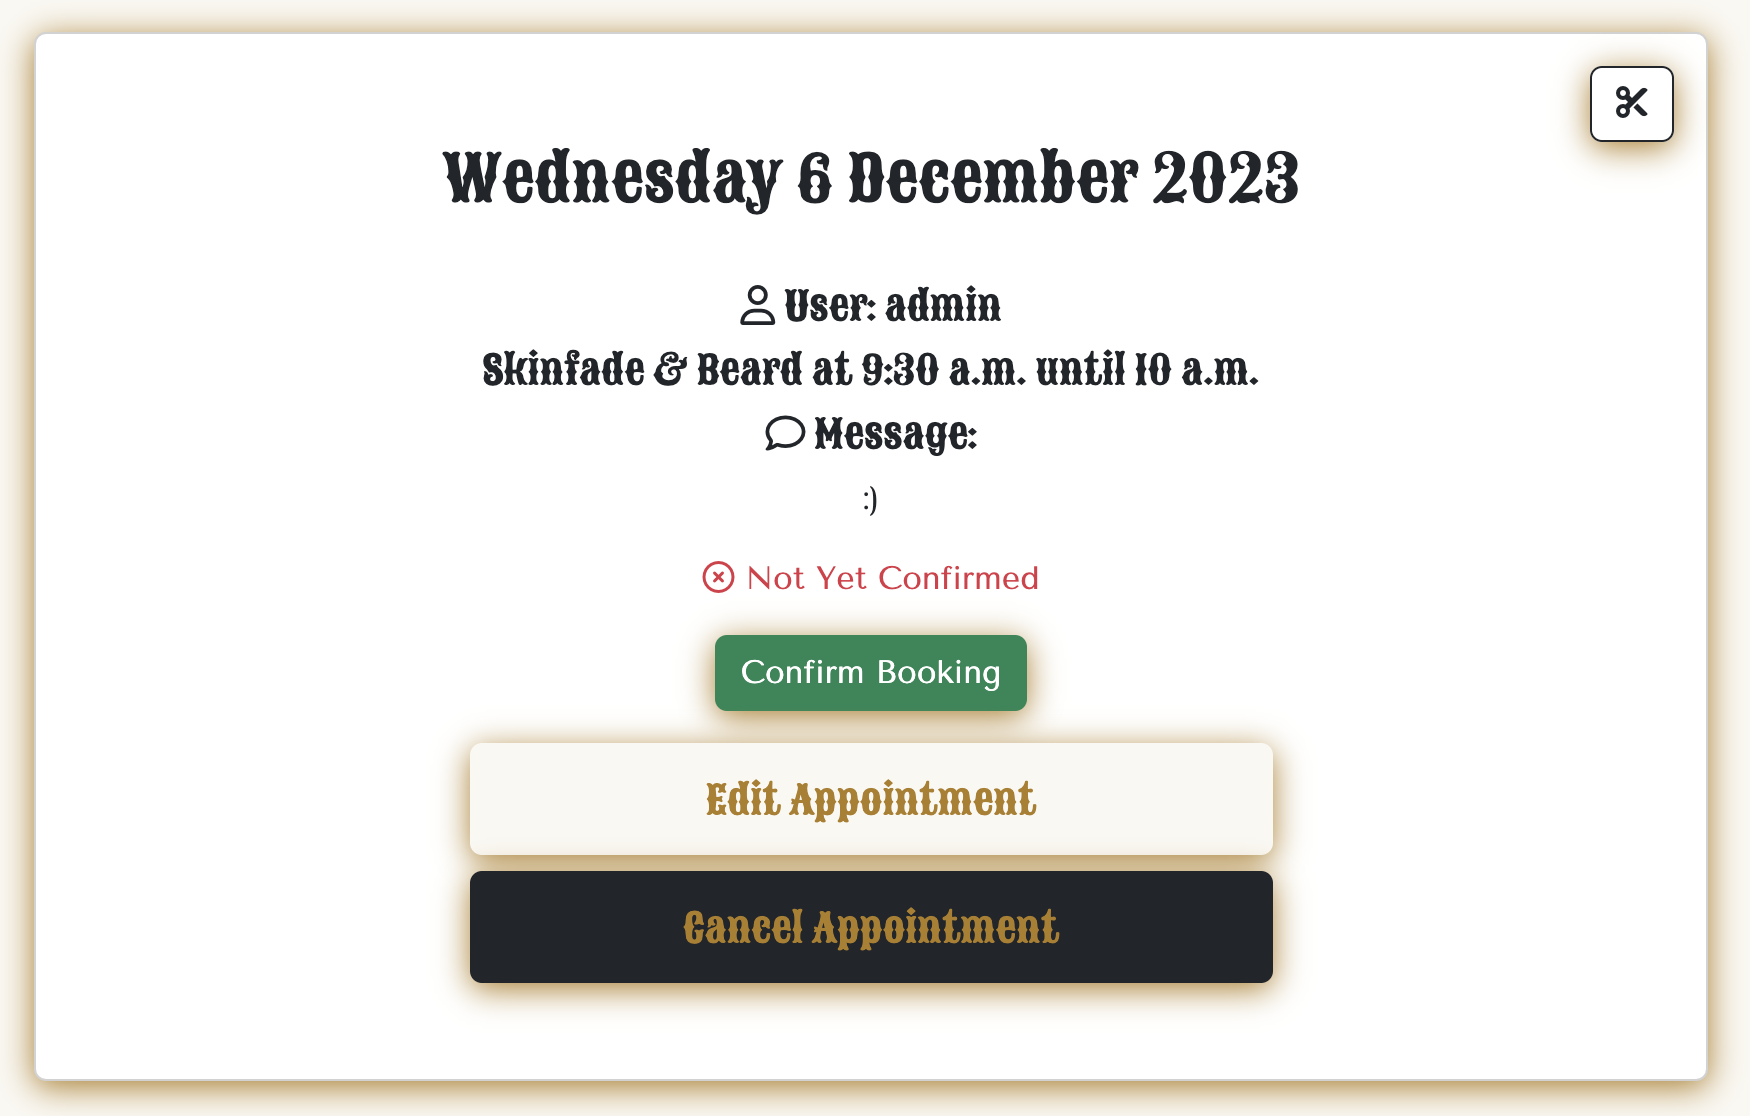 Wednesday 6 December 2023
User: admin
Skinfade & Beard at 9:30 a.m. until 10 a.m.
Message:
:)
Not Yet Confirmed
Confirm Booking
Edit Appointment
Cancel Appointment